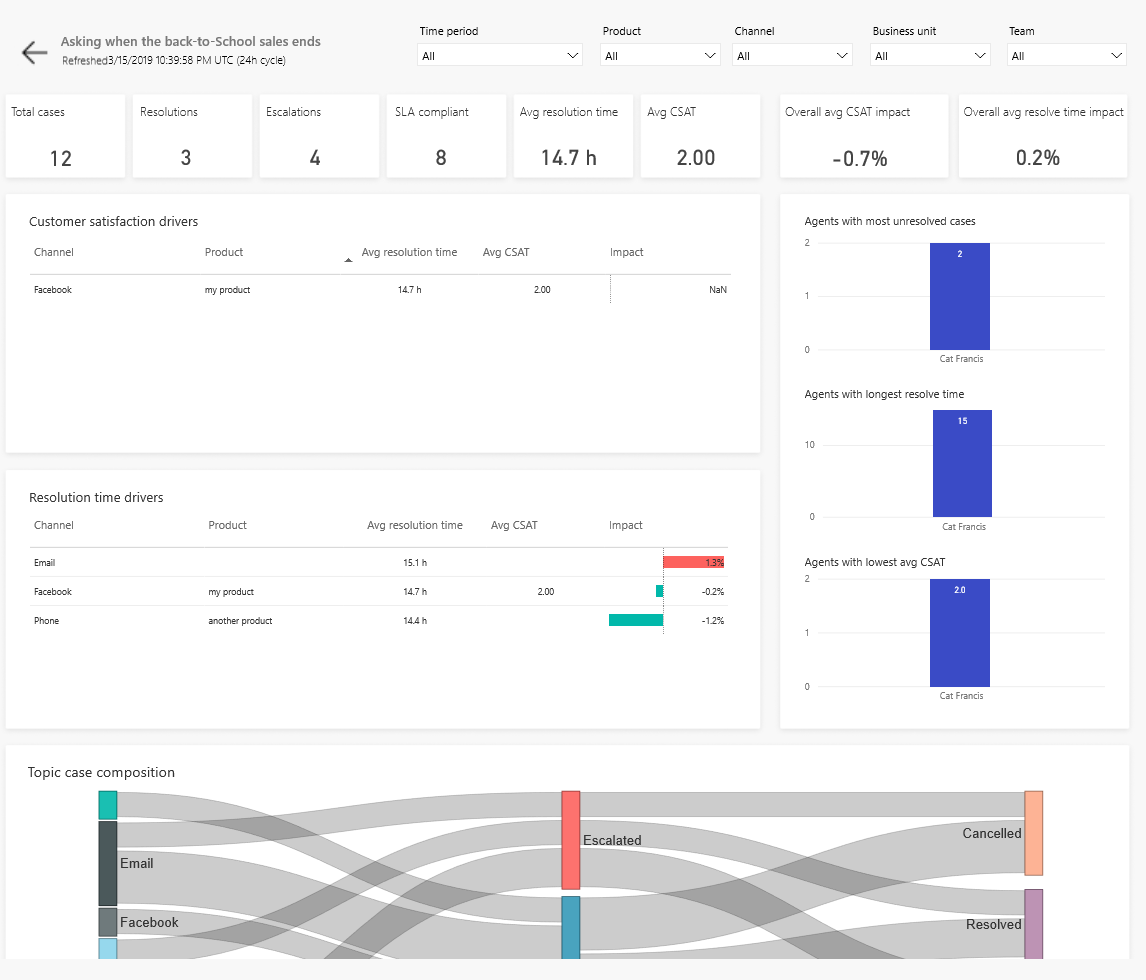 Asking when the back-to-School sales ends
Refreshed3/15/2019 10:39:58 PM UTC (24h cycle)
Time period
All
Product
All
Channel
All
Business unit
All
Team
All
Total cases
12
Resolutions
3
Escalations
4
SLA compliant
8
Avg resolution time
14.7 h
Avg CSAT
2.00
Overall avg CSAT impact
-0.7%
Overall avg resolve time impact
0.2%
Customer satisfaction drivers
Channel Product Avg resolution time Avg CSAT Impact
Facebook my product 14.7 h 2.00 NaN
Resolution time drivers
Channel Product Avg resolution time Avg CSAT Impact
Email 15.1 h 1.3%
Facebook my product 14.7 h 2.00 -0.2%
Phone another product 14.4 h -1.2%
Agents with most unresolved cases
2
2
1
0
Cat Francis
Agents with longest resolve time
15
10
0
Cat Francis
Agents with lowest avg CSAT
2
2.0
1
0
Cat Francis
Topic case composition
Email
Facebook
Escalated
Cancelled
Resolved